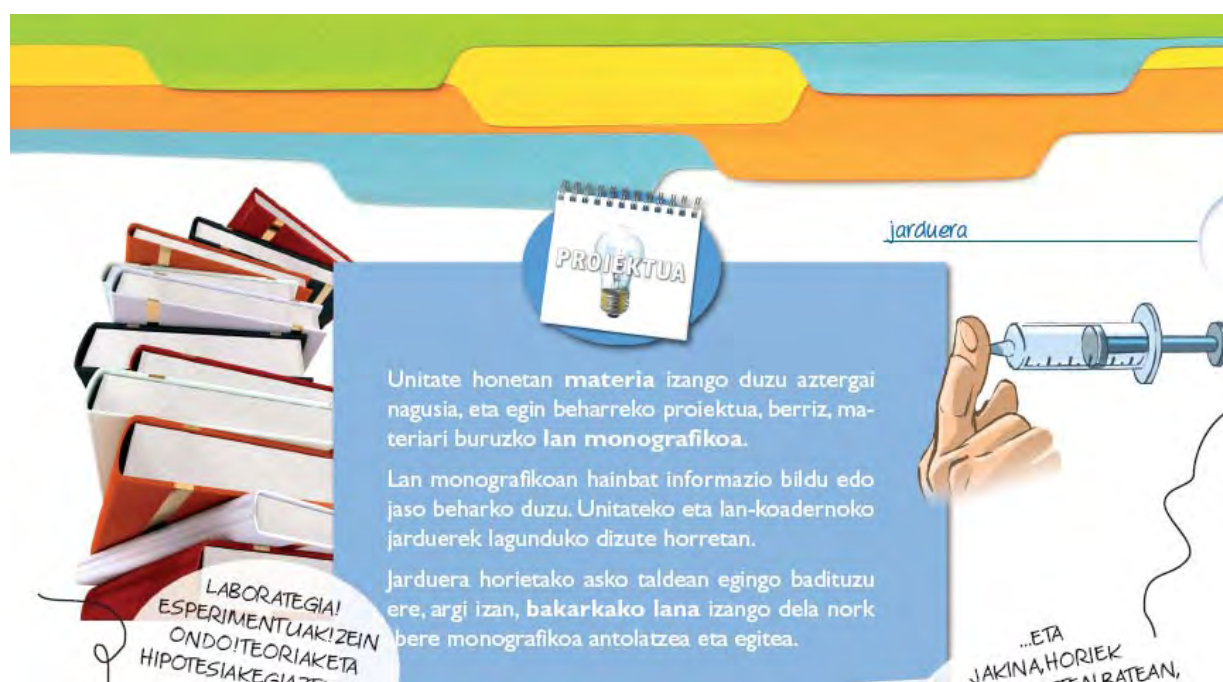 PROIEKTUA
jarduera
Unitate honetan materia izango duzu aztergai
nagusia, eta egin beharreko proiektua, berriz, ma-
teriari buruzko lan monografikoa.
Lan monografikoan hainbat informazio bildu edo
jaso beharko duzu. Unitateko eta lan-koadernoko
jarduerek lagunduko dizute horretan.
Jarduera horietako asko taldean egingo badituzu
ere, argi izan, bakarkako lana izango dela nork
bere monografikoa antolatzea eta egitea.
LABORATEGIA!
ESPERIMENTUAK! ZEIN
ONDO! TEORIAK ETA
HIPOTESIAK
...ETA
JAKINA, HORIEK
BATEAN,